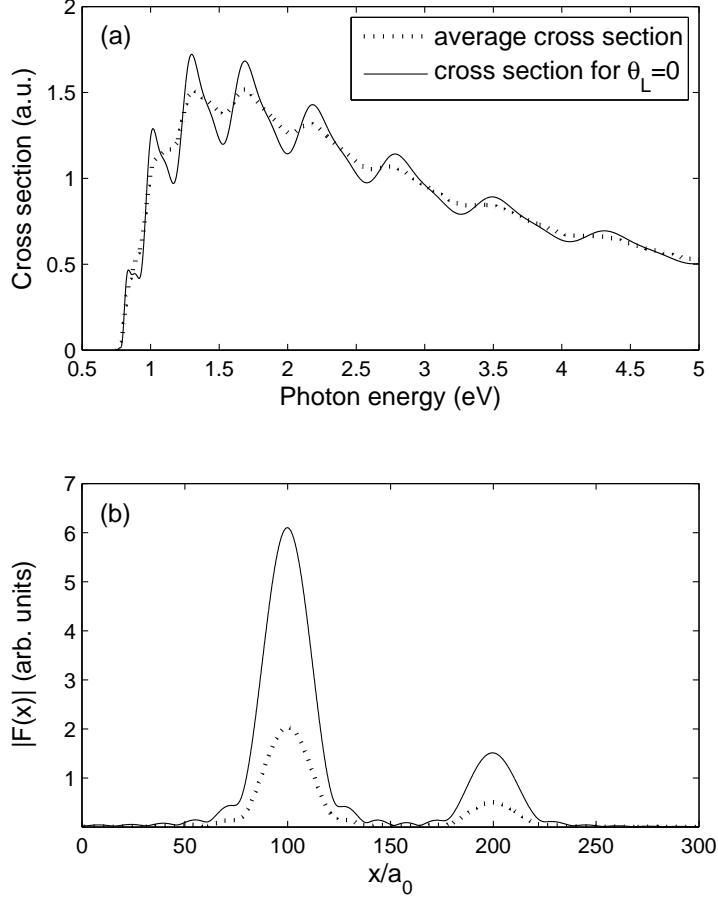 (a)
average cross section
cross section for θ_L=0
Cross section (a.u.)
2
1.5
1
0.5
0
0.5 1 1.5 2 2.5 3 3.5 4 4.5 5
Photon energy (eV)
(b)
|F(x)| (arb. units)
7
6
5
4
3
2
1
0 50 100 150 200 250 300
x/a₀